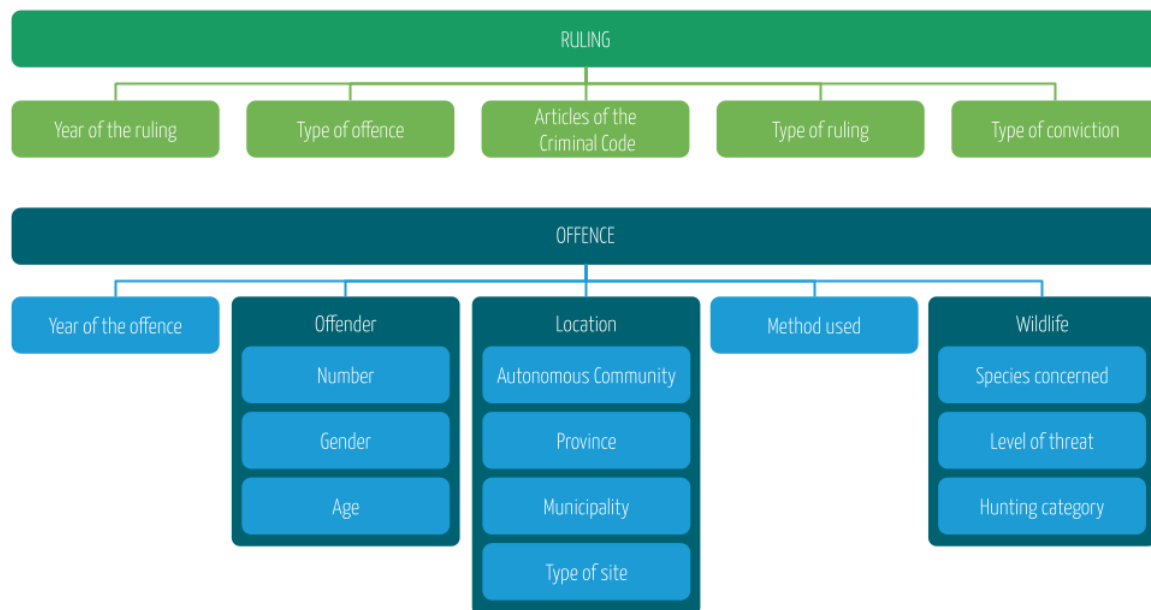 RULING
Year of the ruling
Type of offence
Articles of the
Criminal Code
Type of ruling
Type of conviction
OFFENCE
Year of the offence
Offender
Number
Gender
Age
Location
Autonomous Community
Province
Municipality
Type of site
Method used
Wildlife
Species concerned
Level of threat
Hunting category